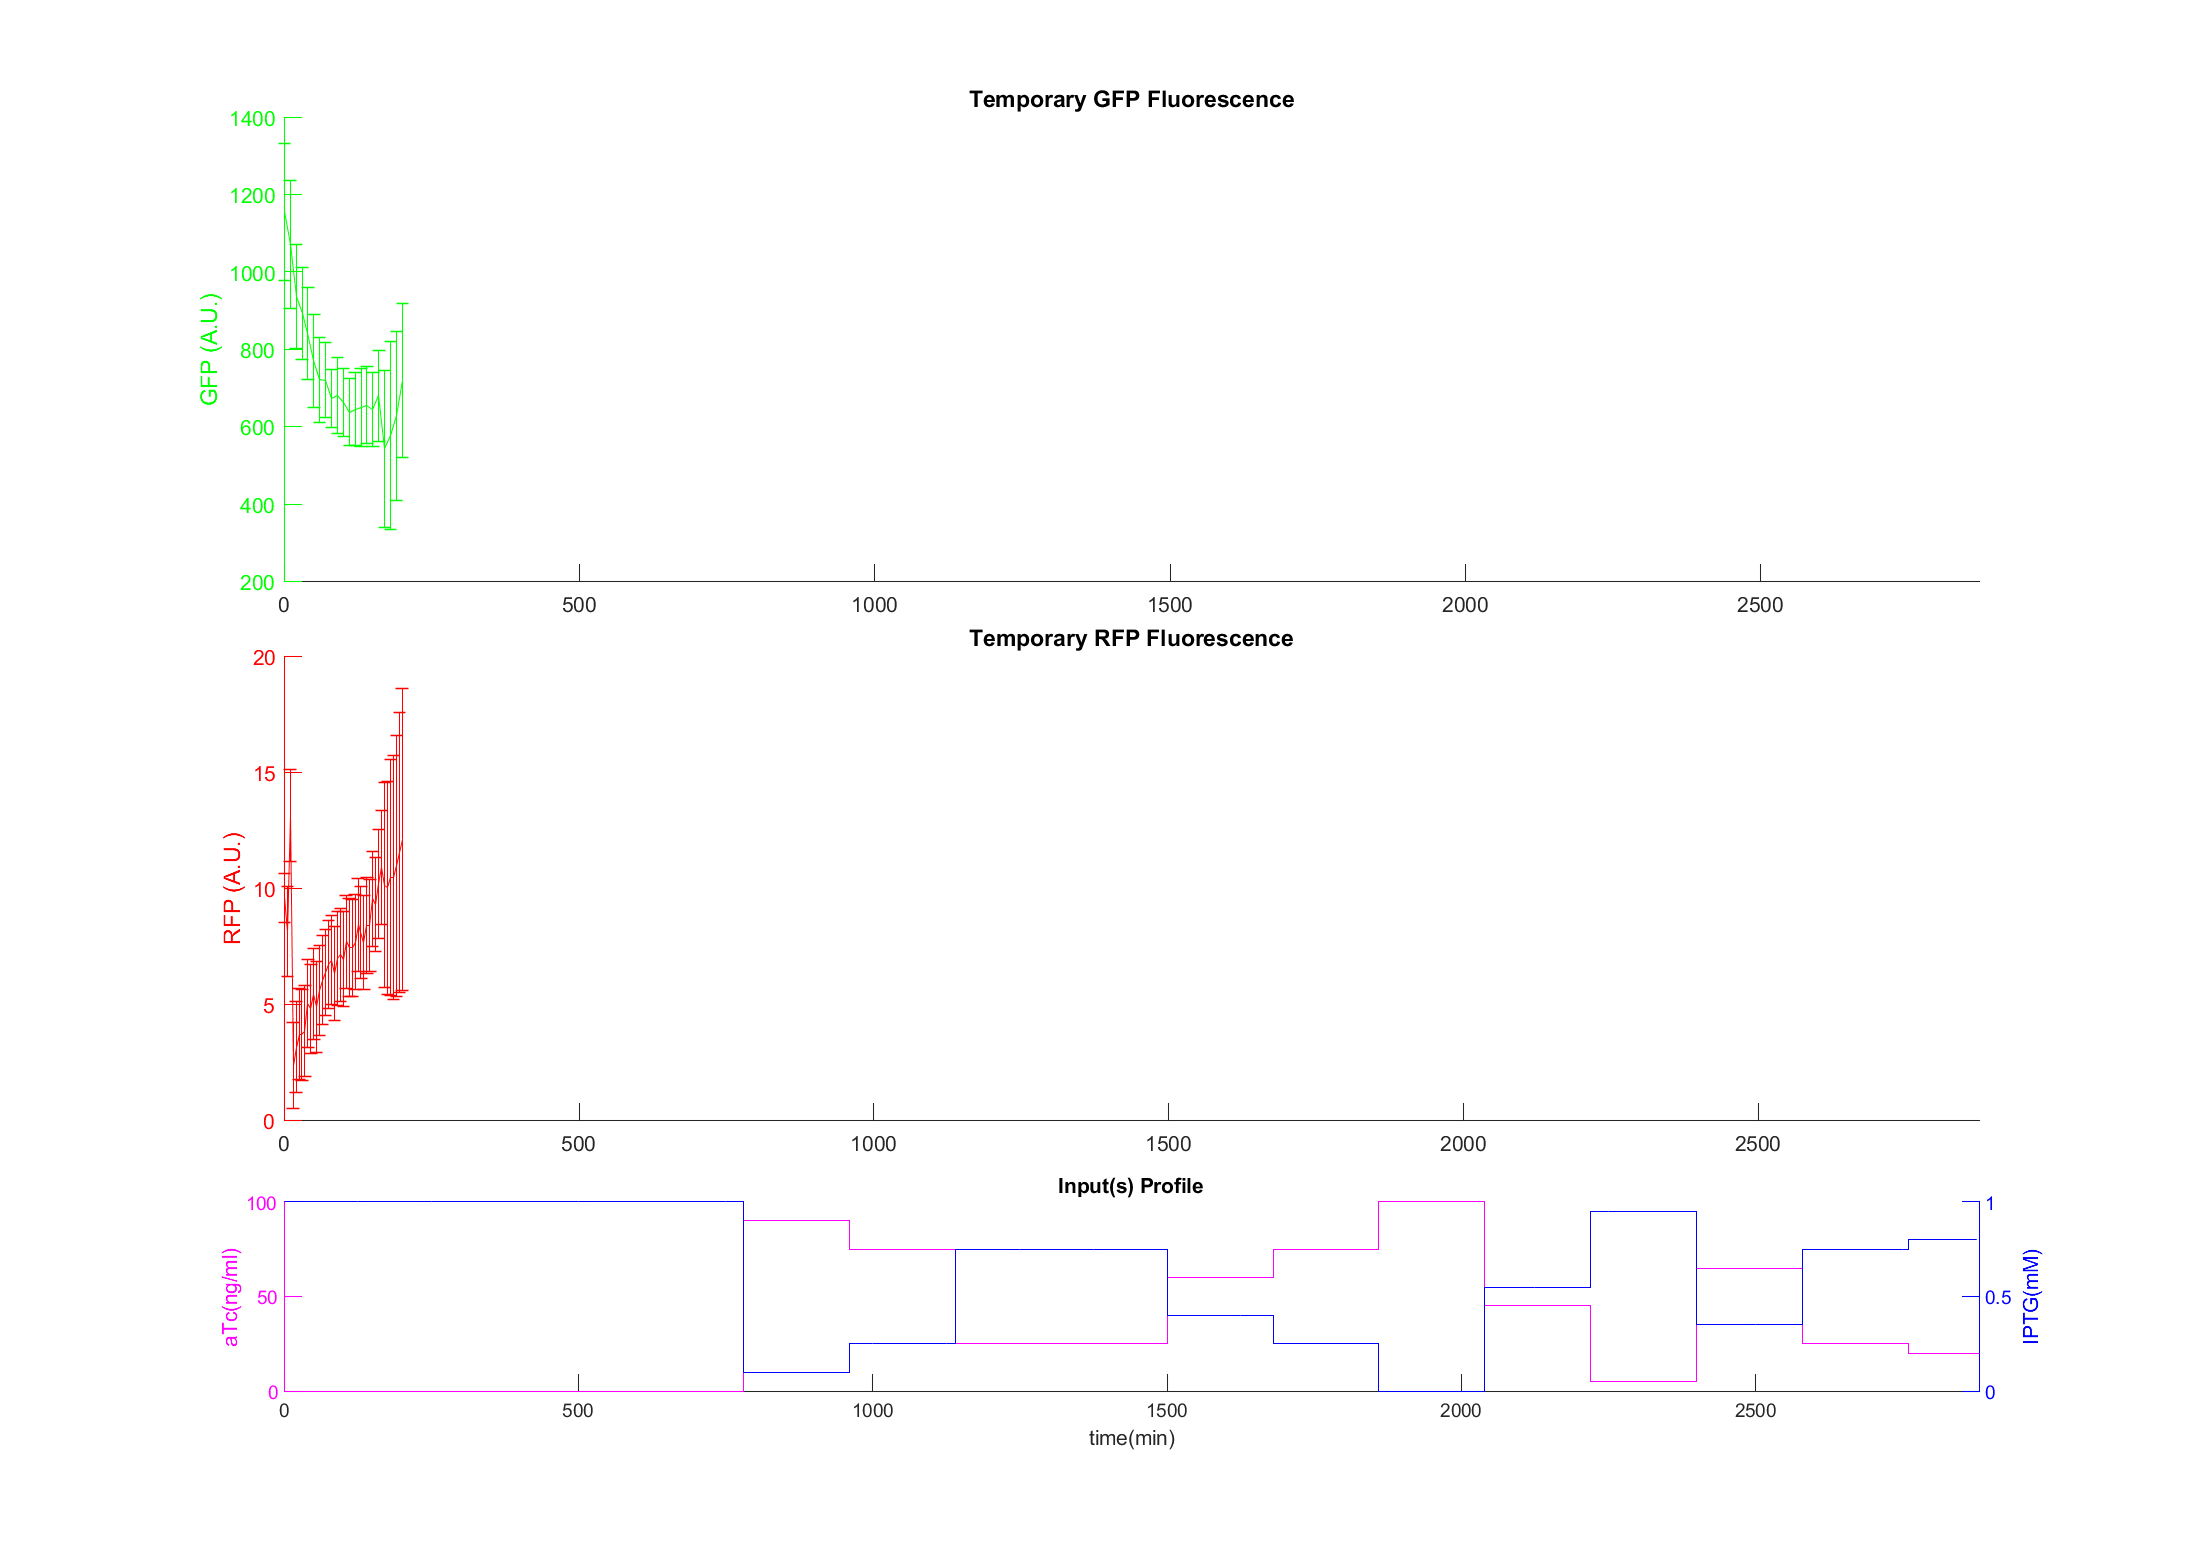 Temporary GFP Fluorescence
1400
1200
1000
800
600
400
200
GFP (A.U.)
0 500 1000 1500 2000 2500
Temporary RFP Fluorescence
20
15
10
5
0
RFP (A.U.)
0 500 1000 1500 2000 2500
Input(s) Profile
100
50
0
aTc(ng/ml)
1
0.5
0
IPTG(mM)
0 500 1000 1500 2000 2500
time(min)